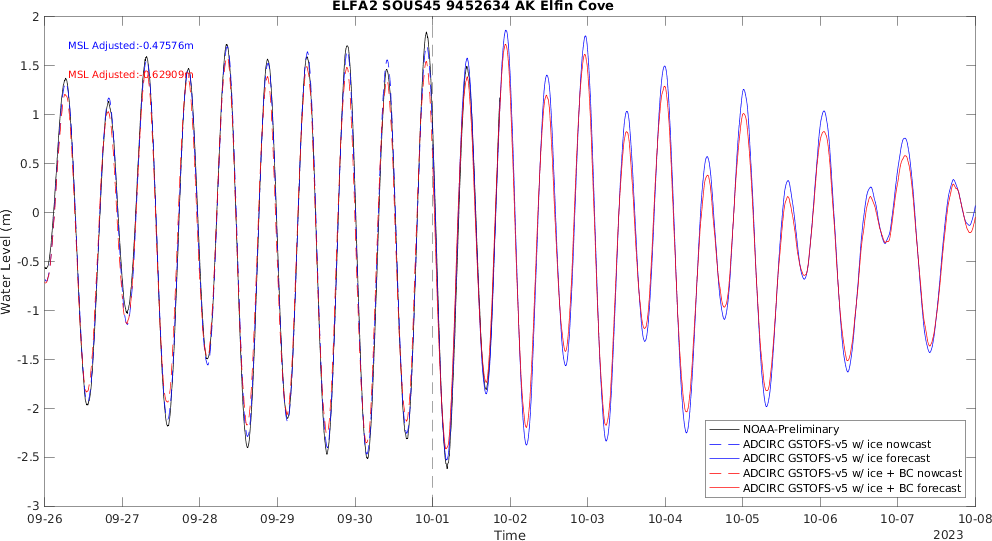 ELFA2 SOUS45 9452634 AK Elfin Cove
MSL Adjusted:-0.47576m
MSL Adjusted:-0.62909m
2
1.5
1
0.5
0
-0.5
-1
-1.5
-2
-2.5
-3
Water Level (m)
NOAA-Preliminary
ADCIRC GSTOFS-v5 w/ ice nowcast
ADCIRC GSTOFS-v5 w/ ice forecast
ADCIRC GSTOFS-v5 w/ ice + BC nowcast
ADCIRC GSTOFS-v5 w/ ice + BC forecast
09-26 09-27 09-28 09-29 09-30 10-01 10-02 10-03 10-04 10-05 10-06 10-07 10-08
Time
2023